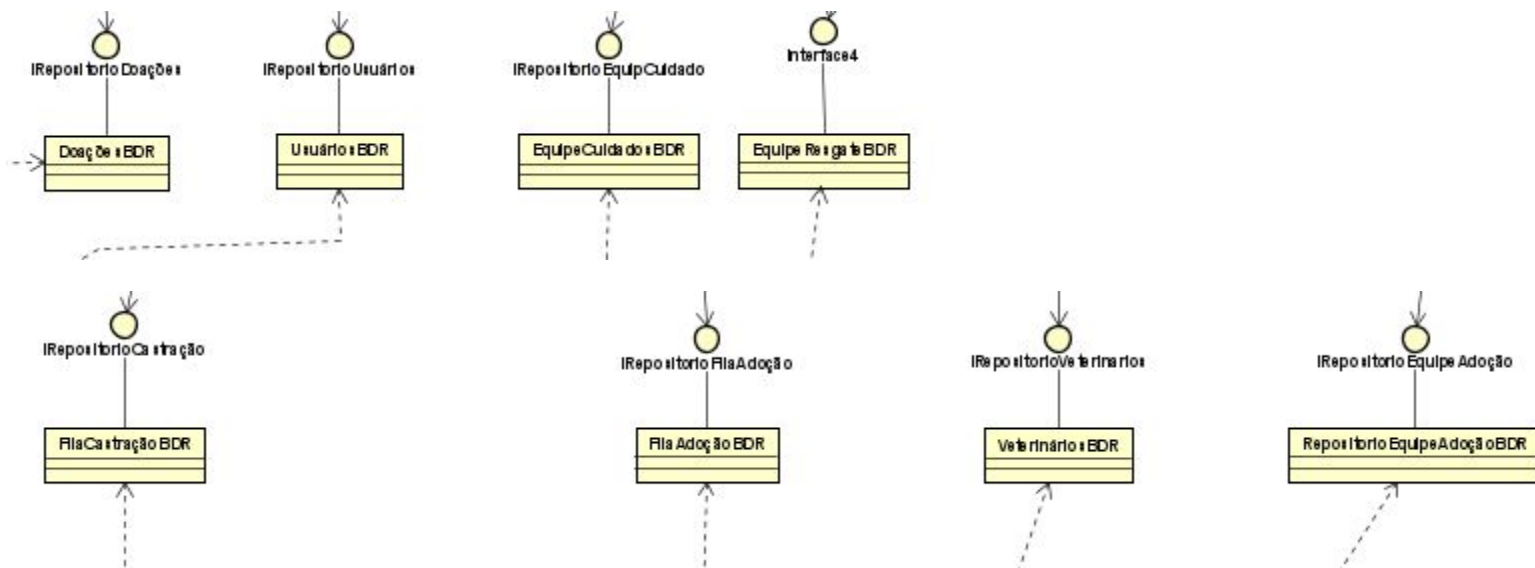 IRepositorioDoações
IRepositorioUsuários
IRepositorioEquipCuidado
Interface4
DoaçõesBDR
UsuáriosBDR
EquipeCuidadosBDR
EquipeResgateBDR
IRepositorioCastração
IRepositorioFilaAdoção
IRepositorioVeterinarios
IRepositorioEquipeAdoção
FilaCastraçãoBDR
FilaAdoçãoBDR
VeterináriosBDR
RepositorioEquipeAdoçãoBDR